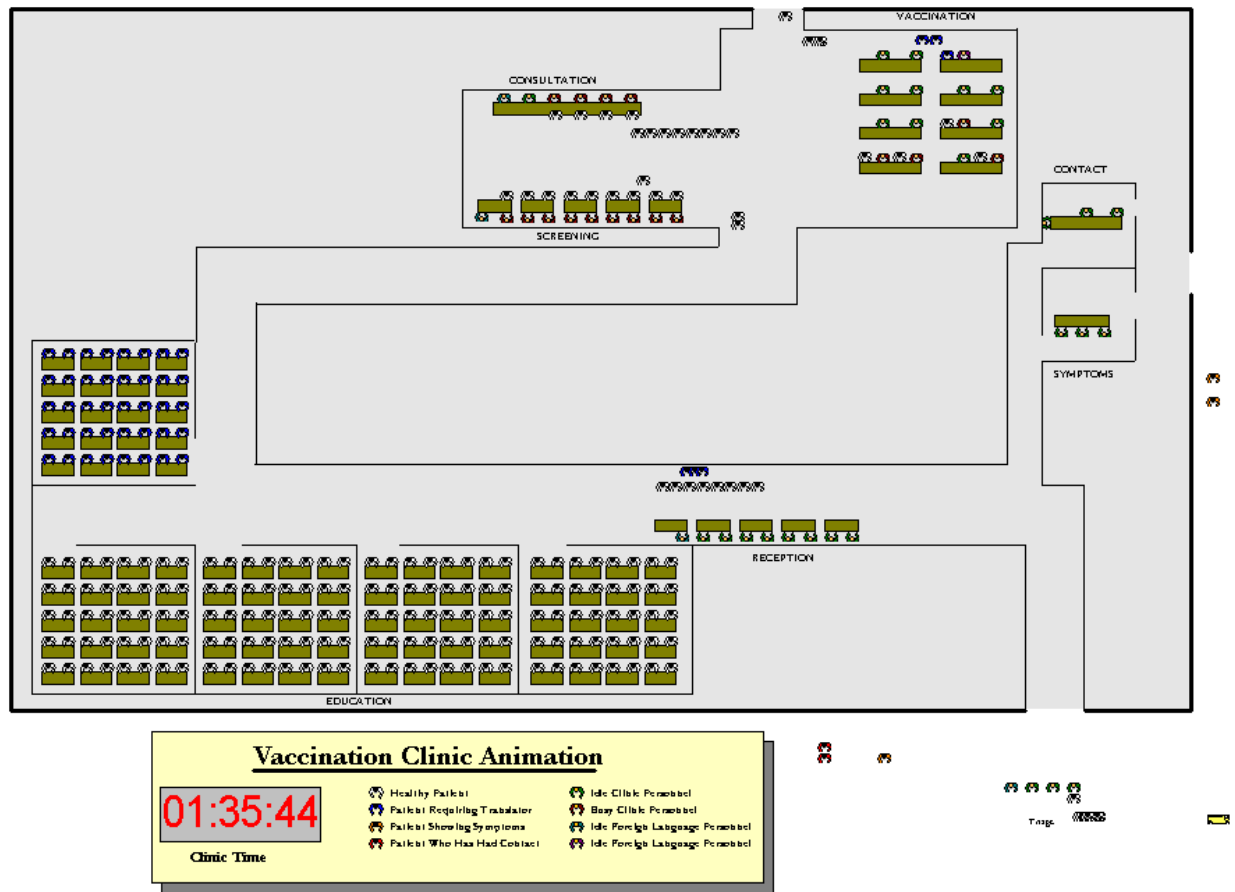 VACCINATION
CONSULTATION
CONTACT
SCREENING
SYMPTOMS
RECEPTION
EDUCATION
Vaccination Clinic Animation
01:35:44
Clinic Time
Healthy Patient
Patient Requiring Translator
Patient Showing Symptoms
Patient Who Has Had Contact
Idle Clinic Personnel
Busy Clinic Personnel
Idle Foreign Language Personnel
Idle Foreign Language Personnel
Triage